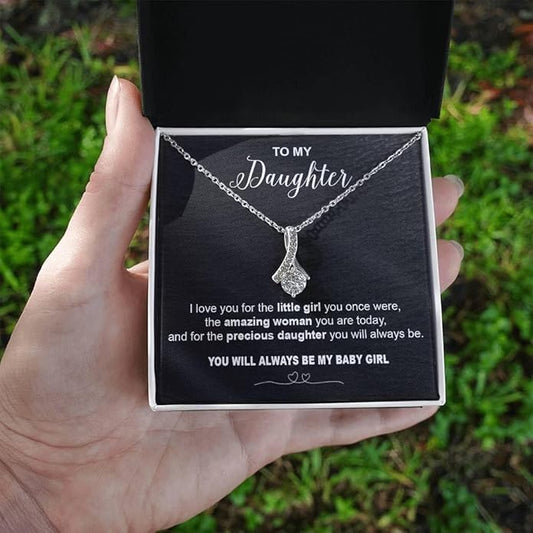 TO MY
Daughter
I love you for the little girl you once were,
the amazing woman you are today,
and for the precious daughter you will always be.
YOU WILL ALWAYS BE MY BABY GIRL